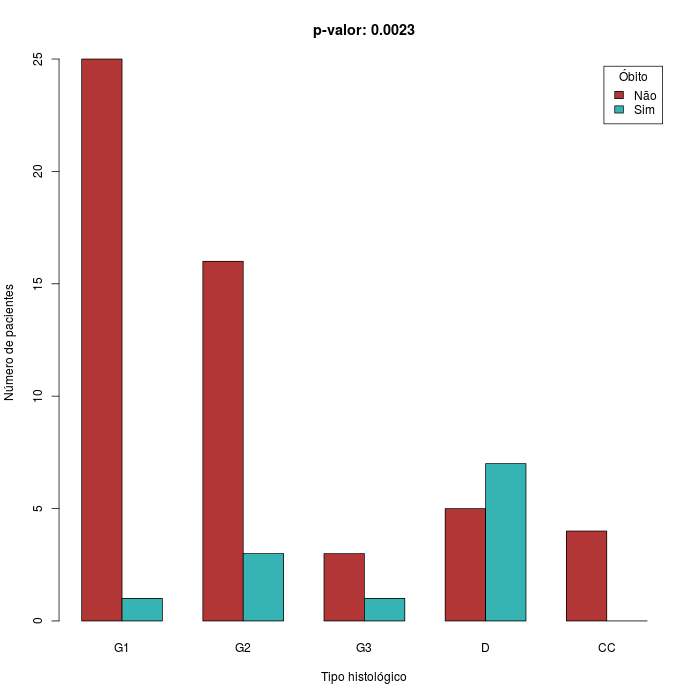 p-valor: 0.0023
Óbito
Não
Sim
Número de pacientes
25
20
15
10
5
0
G1 G2 G3 D CC
Tipo histológico